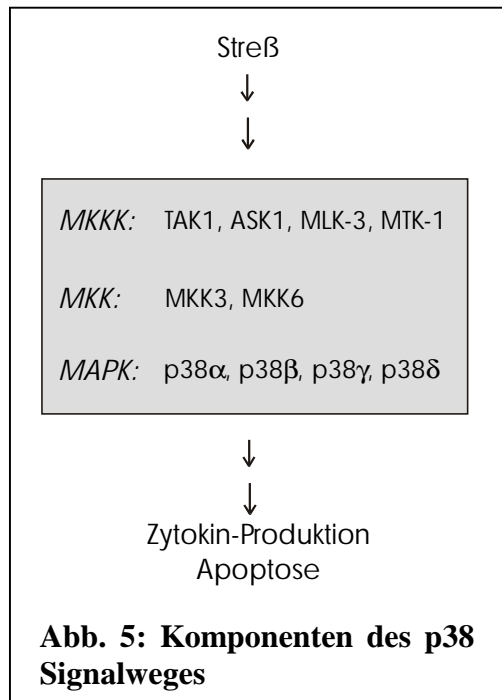 Streß
↓
↓
MKKK: TAK1, ASK1, MLK-3, MTK-1
MKK: MKK3, MKK6
MAPK: p38α, p38β, p38γ, p38δ
↓
↓
Zytokin-Produktion
Apoptose
Abb. 5: Komponenten des p38
Signalweges